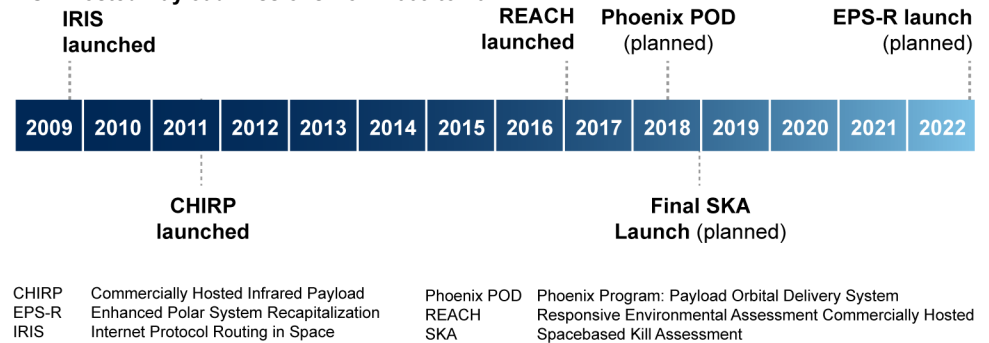 IRIS
launched
REACH
launched
Phoenix POD
(planned)
EPS-R launch
(planned)
2009 2010 2011 2012 2013 2014 2015 2016 2017 2018 2019 2020 2021 2022
CHIRP
launched
Final SKA
Launch (planned)
CHIRP Commercially Hosted Infrared Payload
EPS-R Enhanced Polar System Recapitalization
IRIS Internet Protocol Routing in Space
Phoenix POD Phoenix Program: Payload Orbital Delivery System
REACH Responsive Environmental Assessment Commercially Hosted
SKA Spacebased Kill Assessment